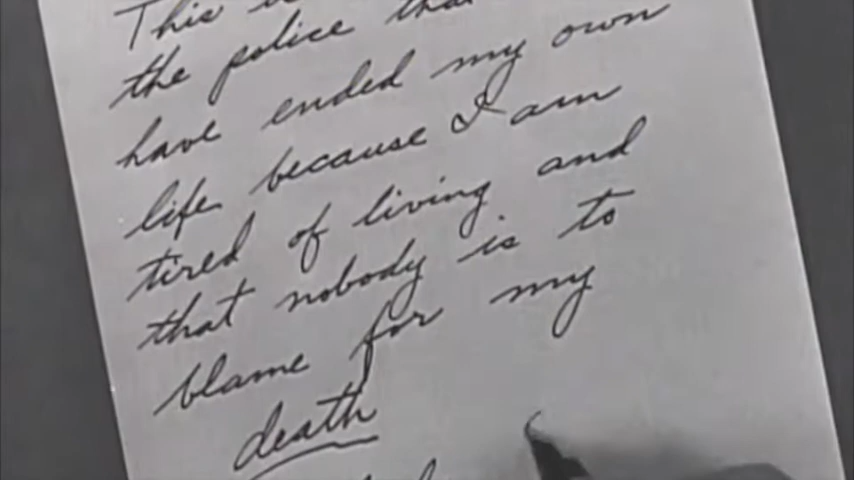 This
the police
have ended my own
life because I am
tired of living and
that nobody is to
blame for my
death